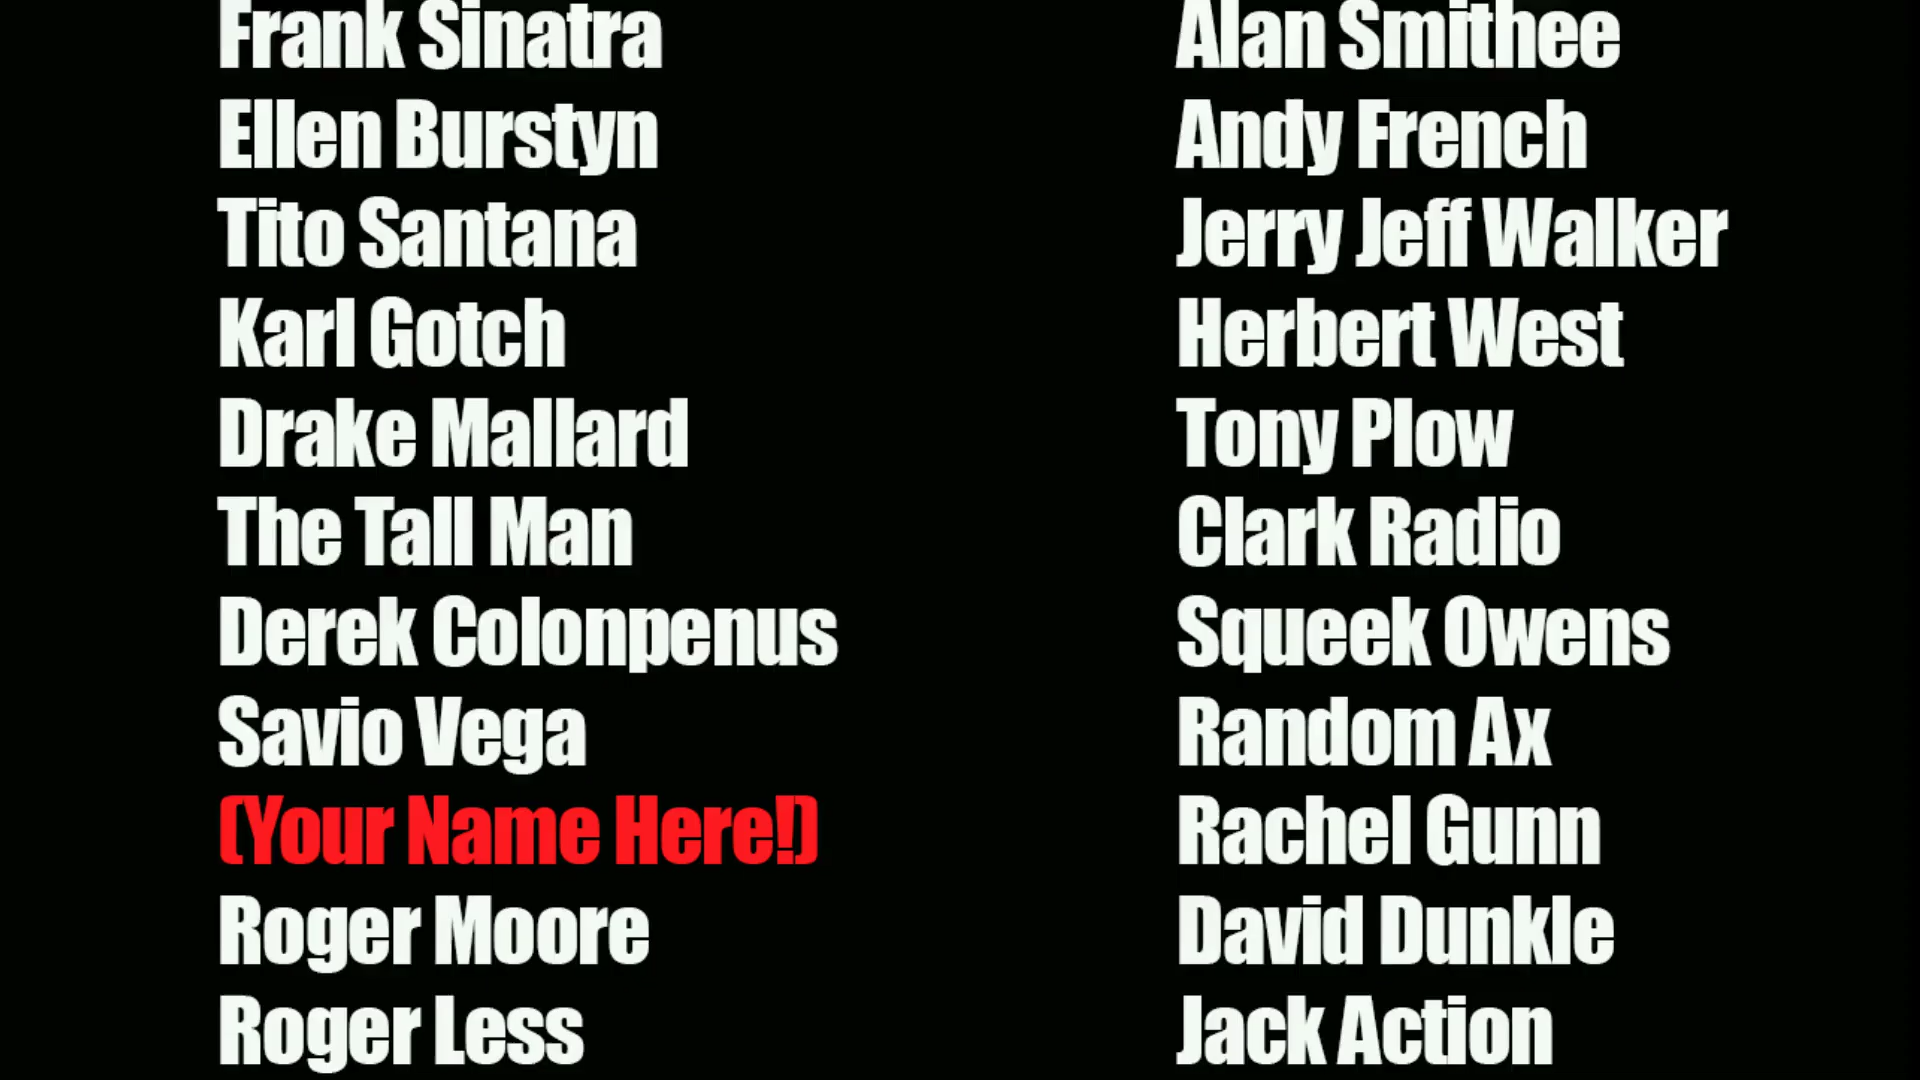 Frank Sinatra
Ellen Burstyn
Tito Santana
Karl Gotch
Drake Mallard
The Tall Man
Derek Colonpenus
Savio Vega
(Your Name Here!)
Roger Moore
Roger Less
Alan Smithee
Andy French
Jerry Jeff Walker
Herbert West
Tony Plow
Clark Radio
Squeek Owens
Random Ax
Rachel Gunn
David Dunkle
Jack Action